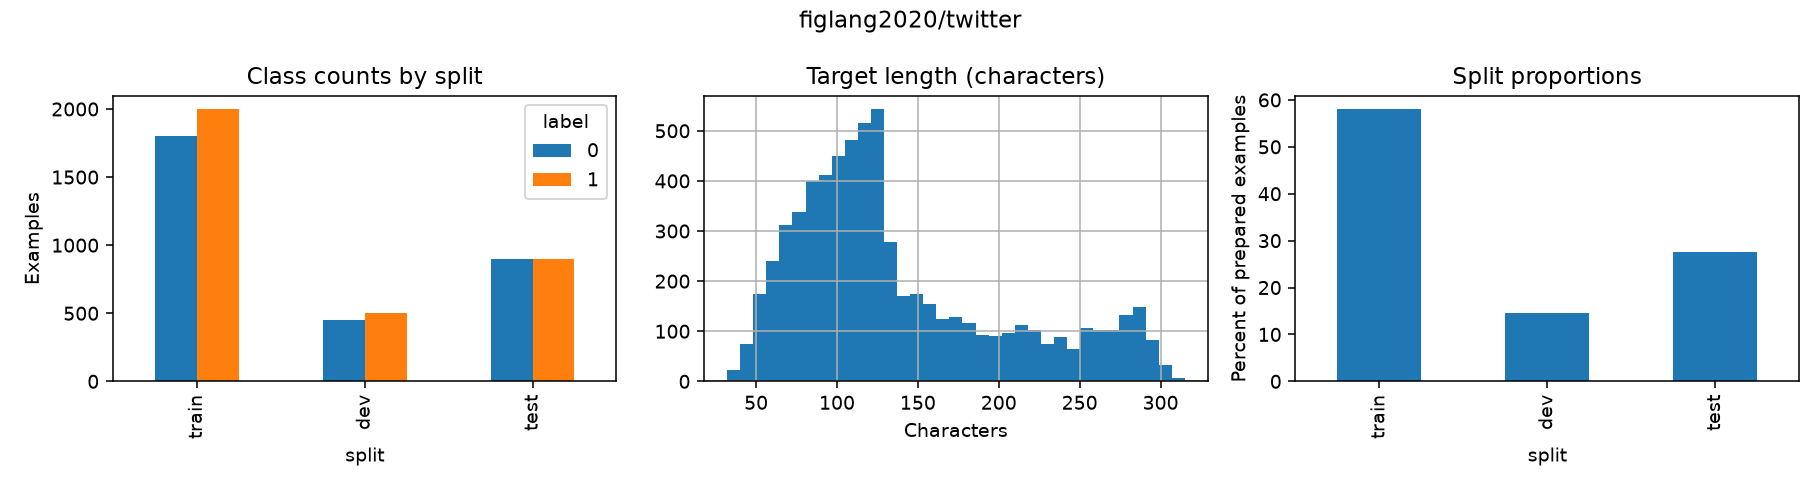 figlang2020/twitter
Class counts by split
Examples
2000
1500
1000
500
0
label
0
1
train
dev
test
split
Target length (characters)
500
400
300
200
100
0
50
100
150
200
250
300
Characters
Split proportions
Percent of prepared examples
60
50
40
30
20
10
0
train
dev
test
split